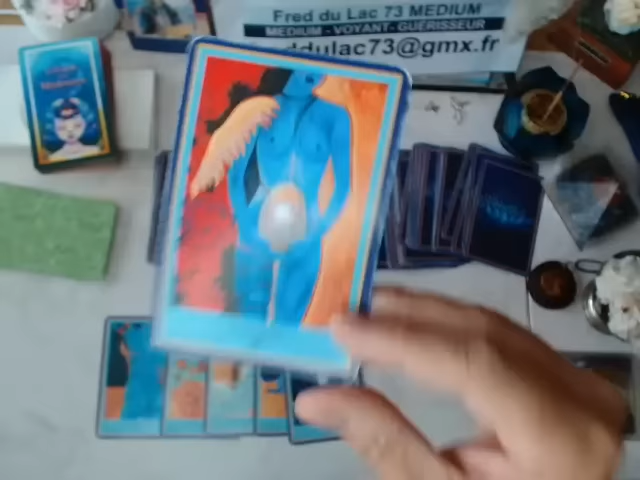 Fred du Lac 73 MEDIUM
MEDIUM - VOYANT- GUERISSEUR
ddulac73@gmx.fr